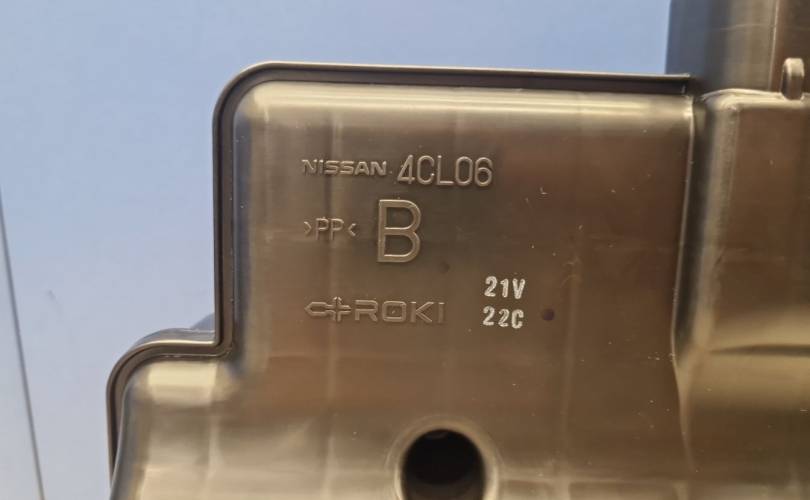 NISSAN 4CL06
>PP< B
ROKI
21V
22C